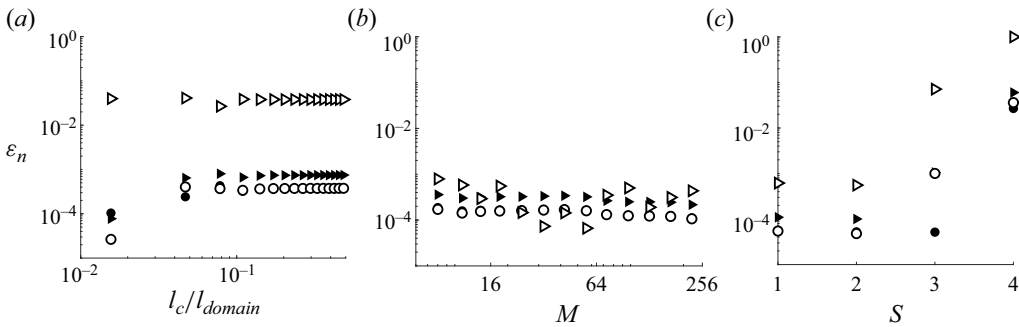 (a) (b) (c)
10^0 10^0 10^0
10^-2 10^-2 10^-2
ε_n
10^-4 10^-4 10^-4
10^-2 10^-1 16 64 256 1 2 3 4
l_c/l_domain M S